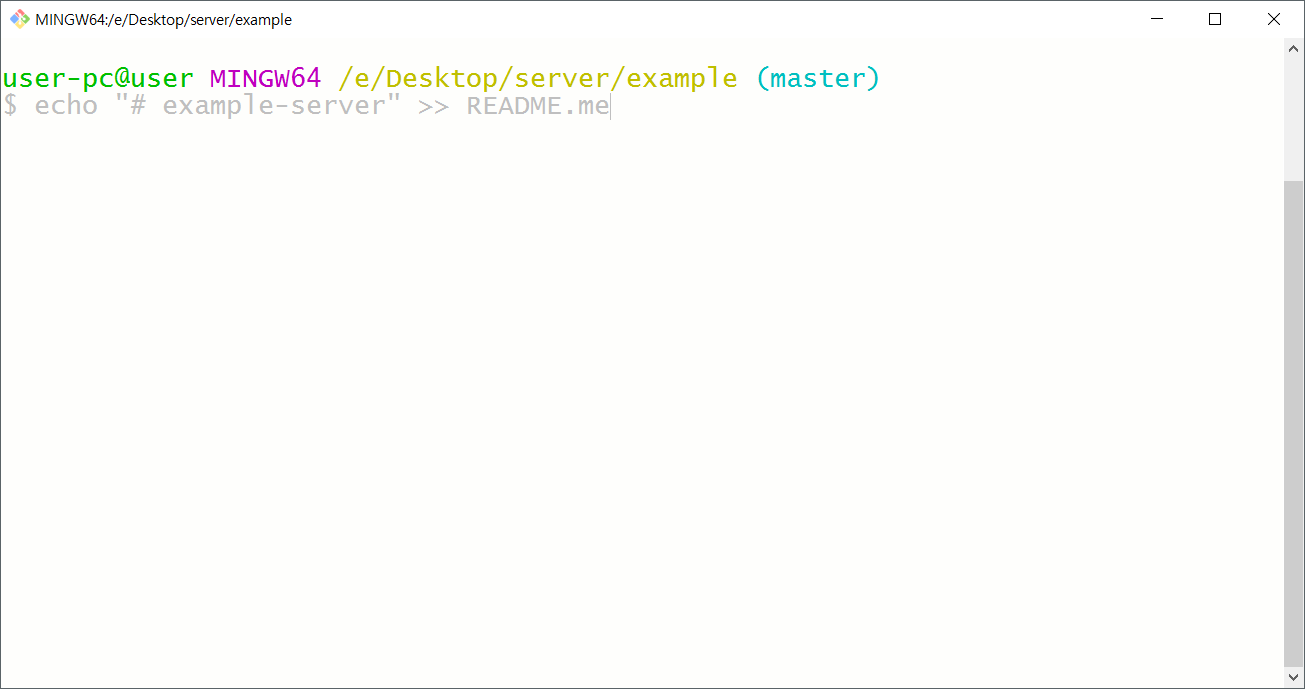 MINGW64:/e/Desktop/server/example
user-pc@user MINGW64 /e/Desktop/server/example (master)
$ echo "# example-server" >> README.me